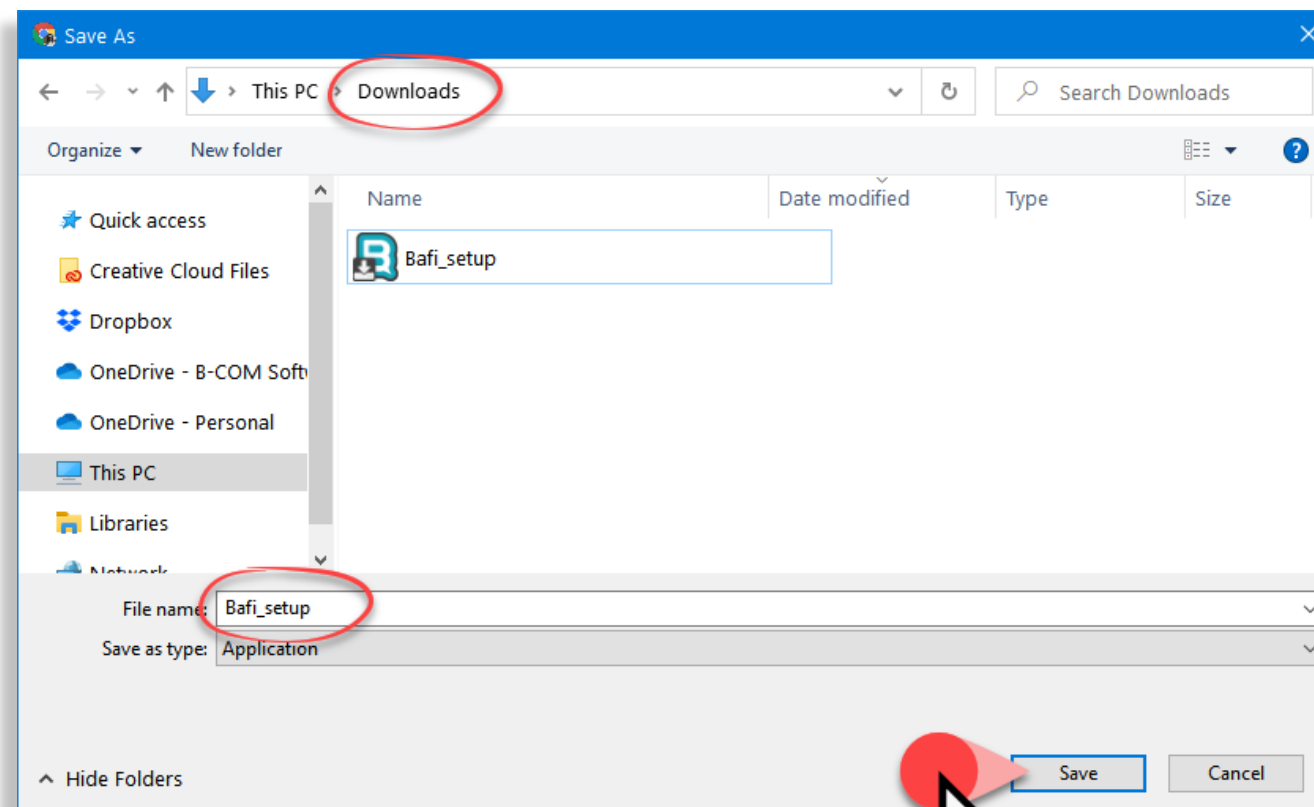 Save As
This PC › Downloads
Search Downloads
Organize New folder
Name Date modified Type Size
Quick access
Bafi_setup
Creative Cloud Files
Dropbox
OneDrive - B-COM Soft
OneDrive - Personal
This PC
Libraries
Network
File name: Bafi_setup
Save as type: Application
Hide Folders
Save Cancel